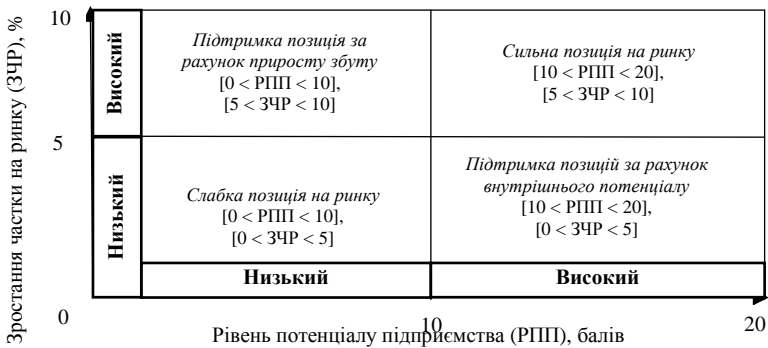 Зростання частки на ринку (ЗЧР), %
10
Високий
Підтримка позиція за
рахунок приросту збуту
[0 < РПП < 10],
[5 < ЗЧР < 10]
Сильна позиція на ринку
[10 < РПП < 20],
[5 < ЗЧР < 10]
5
Низький
Слабка позиція на ринку
[0 < РПП < 10],
[0 < ЗЧР < 5]
Підтримка позицій за рахунок
внутрішнього потенціалу
[10 < РПП < 20],
[0 < ЗЧР < 5]
Низький
Високий
0
10
20
Рівень потенціалу підприємства (РПП), балів